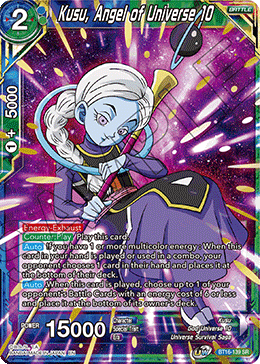 2
Kusu, Angel of Universe 10
BATTLE
1 + 5000
Energy-Exhaust
Counter:Play Play this card.
Auto If you have 1 or more multicolor energy: When this
card in your hand is played or used in a combo, your
opponent chooses 1 card in their hand and places it at
the bottom of their deck.
Auto When this card is played, choose up to 1 of your
opponent's Battle Cards with an energy cost of 6 or less
and place it at the bottom of its owner's deck.
POWER
15000
Character
Kusu
Special Trait
God/Universe 10
Era
Universe Survival Saga
BT16-139 SR